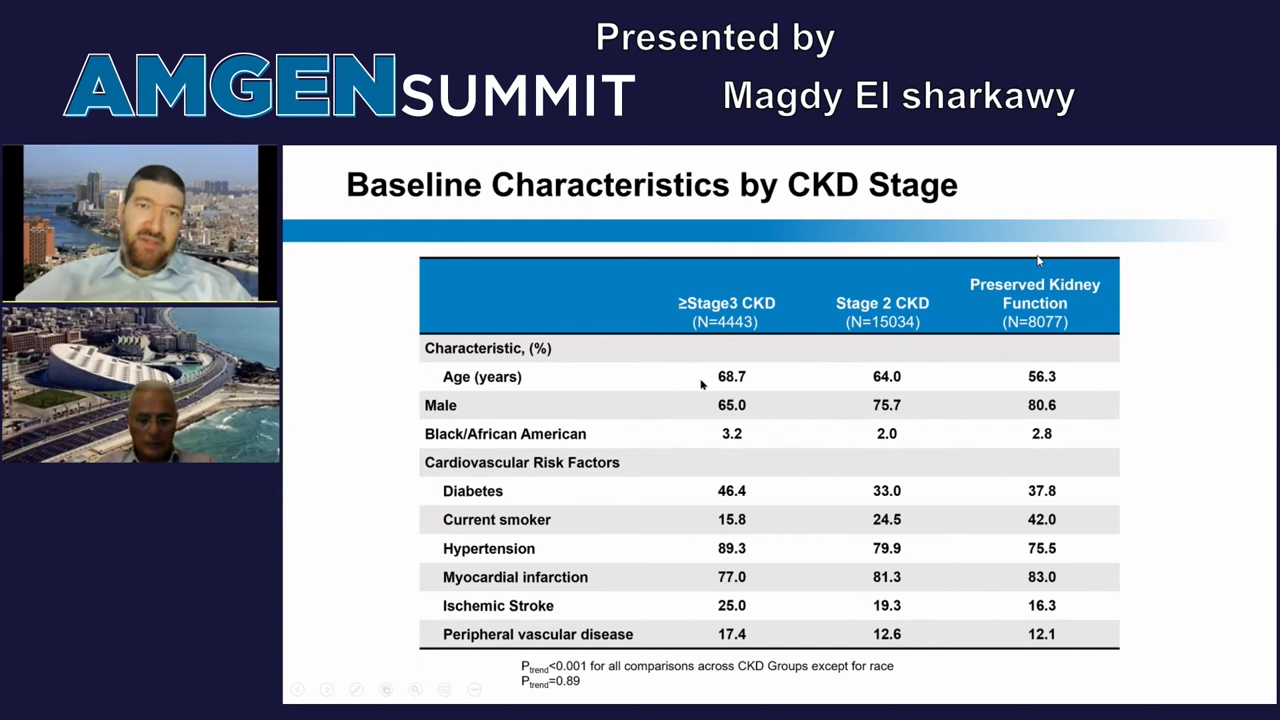 AMGEN SUMMIT
Presented by
Magdy El sharkawy
Baseline Characteristics by CKD Stage
≥Stage3 CKD (N=4443) Stage 2 CKD (N=15034) Preserved Kidney Function (N=8077)
Characteristic, (%)
Age (years) 68.7 64.0 56.3
Male 65.0 75.7 80.6
Black/African American 3.2 2.0 2.8
Cardiovascular Risk Factors
Diabetes 46.4 33.0 37.8
Current smoker 15.8 24.5 42.0
Hypertension 89.3 79.9 75.5
Myocardial infarction 77.0 81.3 83.0
Ischemic Stroke 25.0 19.3 16.3
Peripheral vascular disease 17.4 12.6 12.1
Ptrend<0.001 for all comparisons across CKD Groups except for race
Ptrend=0.89